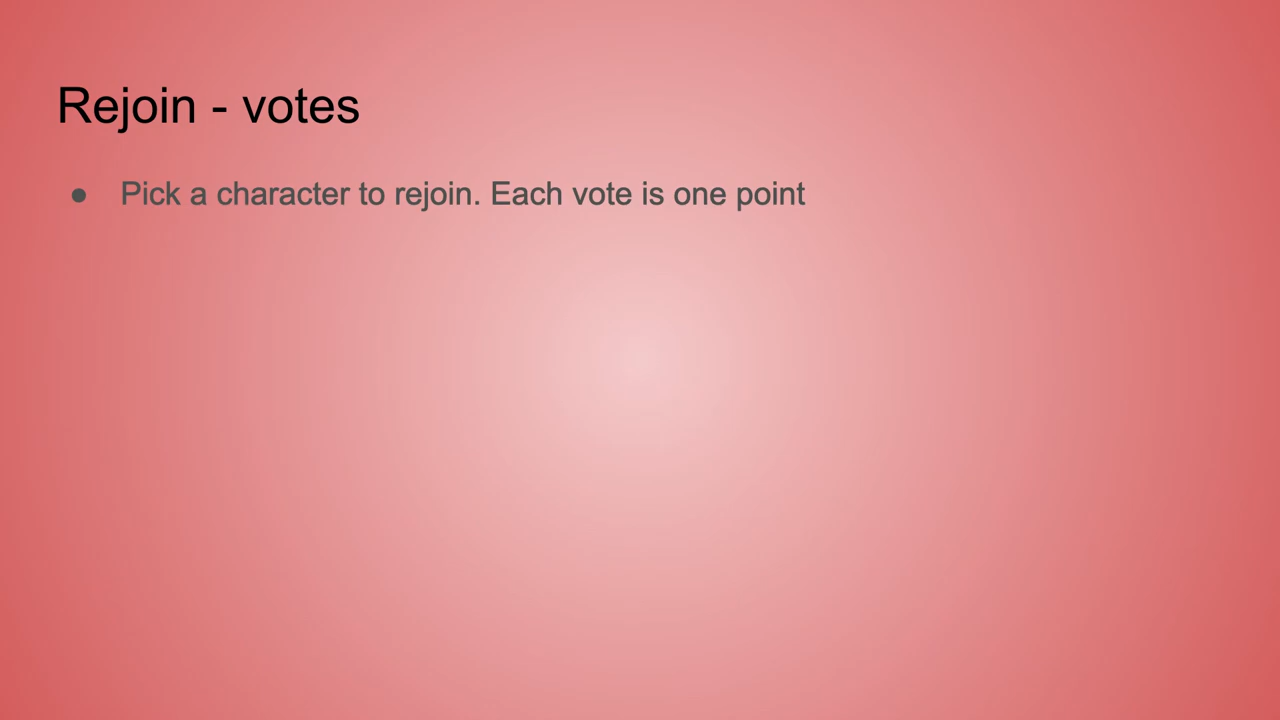 Rejoin - votes
● Pick a character to rejoin. Each vote is one point